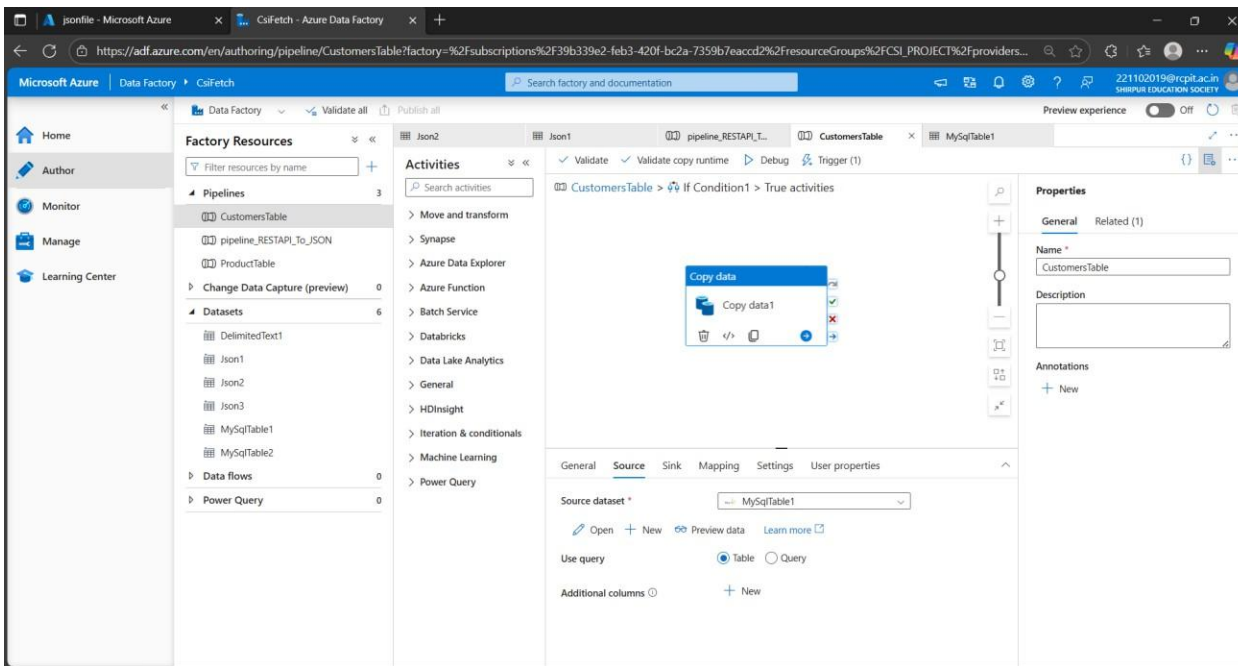 jsonfile - Microsoft Azure
CsiFetch - Azure Data Factory
https://adf.azure.com/en/authoring/pipeline/CustomersTable?factory=%2Fsubscriptions%2F39b339e2-feb3-420f-bc2a-7359b7eaccd2%2FresourceGroups%2FCSI_PROJECT%2Fproviders...
Microsoft Azure
Data Factory
CsiFetch
Search factory and documentation
221102019@rcpit.ac.in
SHIRPUR EDUCATION SOCIETY
Data Factory
Validate all
Publish all
Preview experience
Off
Home
Author
Monitor
Manage
Learning Center
Factory Resources
Filter resources by name
Pipelines 3
CustomersTable
pipeline_RESTAPI_To_JSON
ProductTable
Change Data Capture (preview) 0
Datasets 6
DelimitedText1
Json1
Json2
Json3
MySqlTable1
MySqlTable2
Data flows 0
Power Query 0
Json2
Json1
pipeline_RESTAPI_T...
CustomersTable
MySqlTable1
Activities
Search activities
Move and transform
Synapse
Azure Data Explorer
Azure Function
Batch Service
Databricks
Data Lake Analytics
General
HDInsight
Iteration & conditionals
Machine Learning
Power Query
Validate
Validate copy runtime
Debug
Trigger (1)
CustomersTable > If Condition1 > True activities
Copy data
Copy data1
General
Source
Sink
Mapping
Settings
User properties
Source dataset *
MySqlTable1
Open
New
Preview data
Learn more
Use query
Table
Query
Additional columns
New
Properties
General
Related (1)
Name *
CustomersTable
Description
Annotations
New